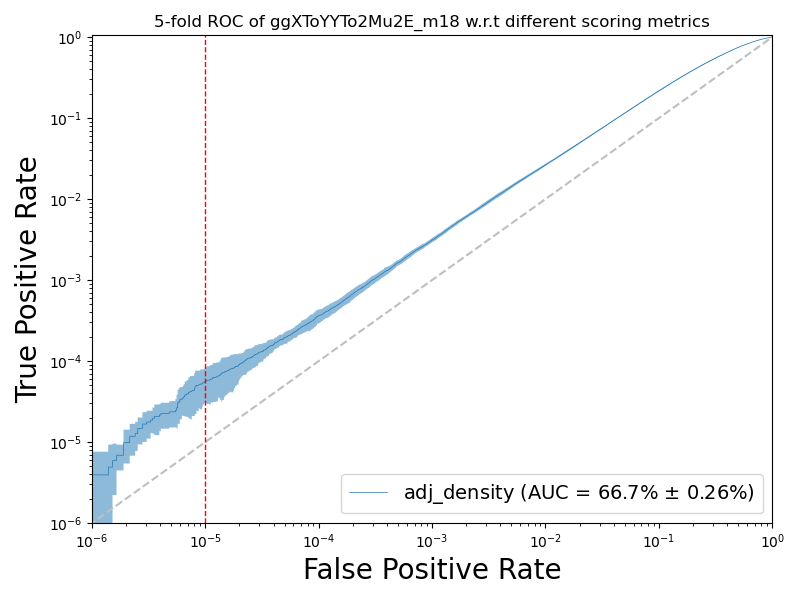 5-fold ROC of ggXToYYTo2Mu2E_m18 w.r.t different scoring metrics
True Positive Rate
10⁰
10⁻¹
10⁻²
10⁻³
10⁻⁴
10⁻⁵
10⁻⁶
adj_density (AUC = 66.7% ± 0.26%)
10⁻⁶ 10⁻⁵ 10⁻⁴ 10⁻³ 10⁻² 10⁻¹ 10⁰
False Positive Rate